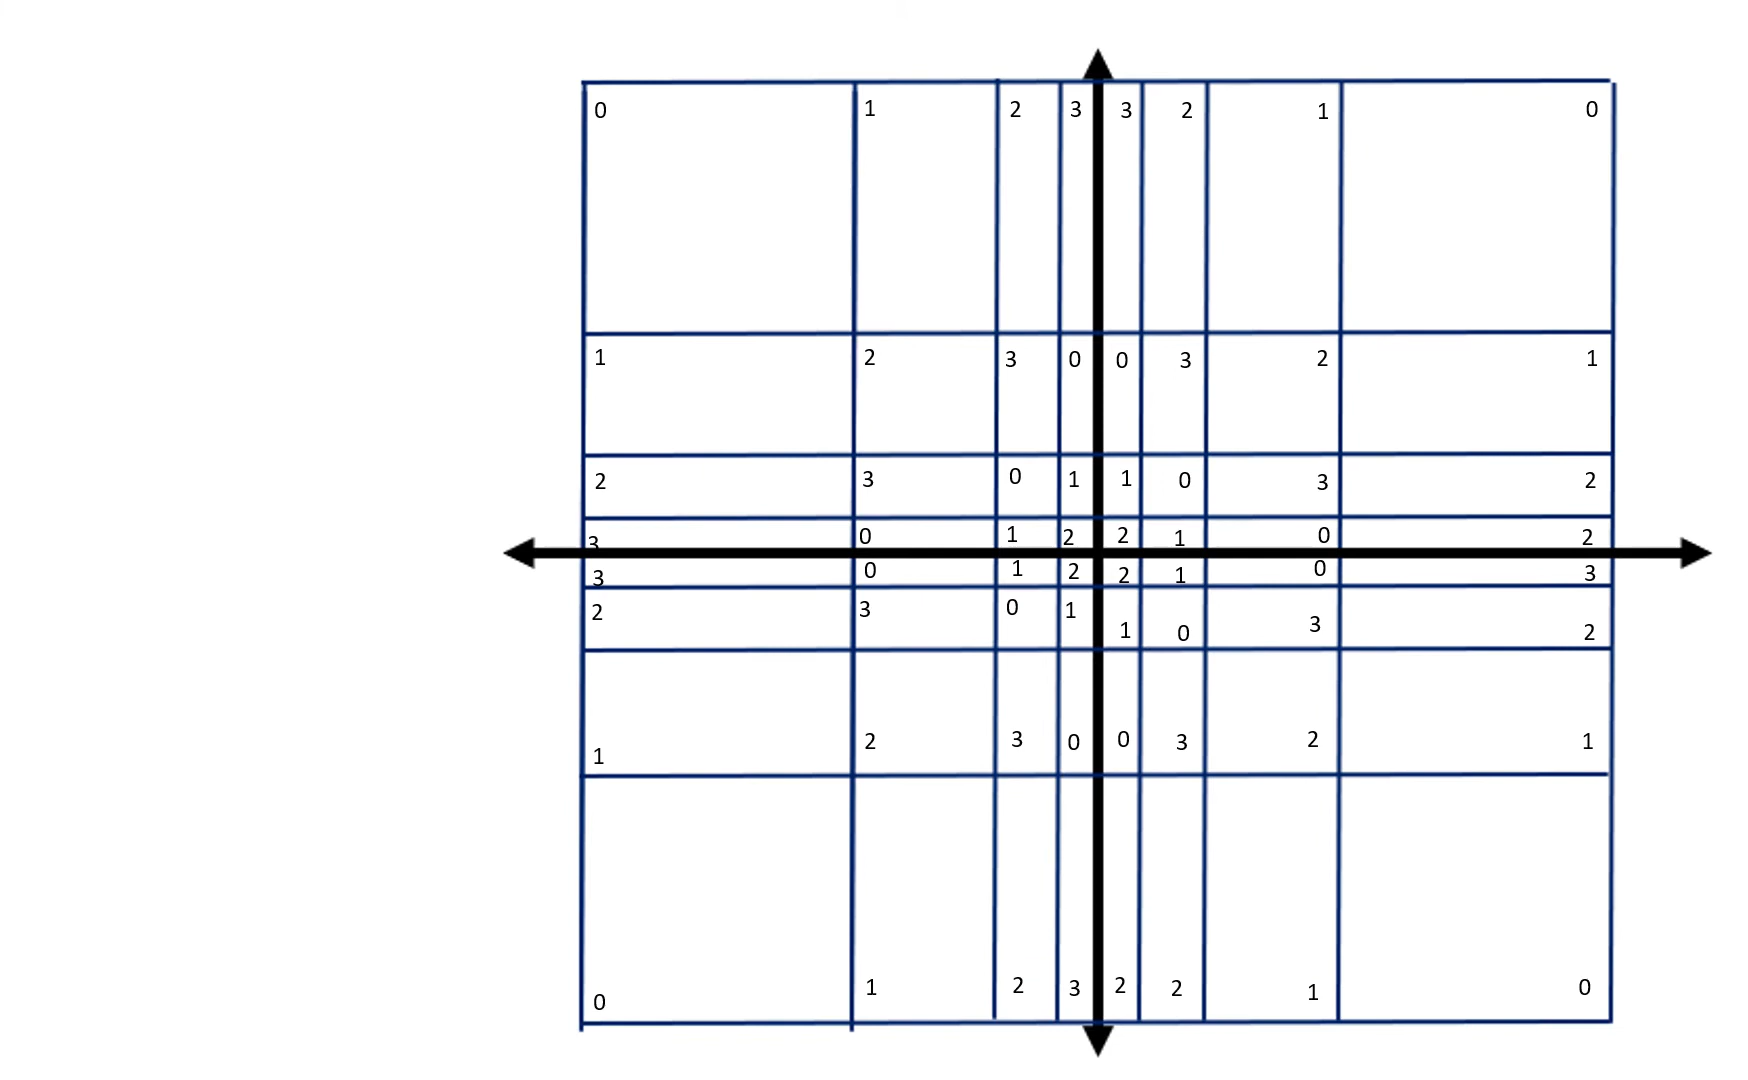 0 1 2 3 3 2 1 0
1 2 3 0 0 3 2 1
2 3 0 1 1 0 3 2
3 0 1 2 2 1 0 2
3 0 1 2 2 1 0 3
2 3 0 1 1 0 3 2
1 2 3 0 0 3 2 1
0 1 2 3 2 2 1 0